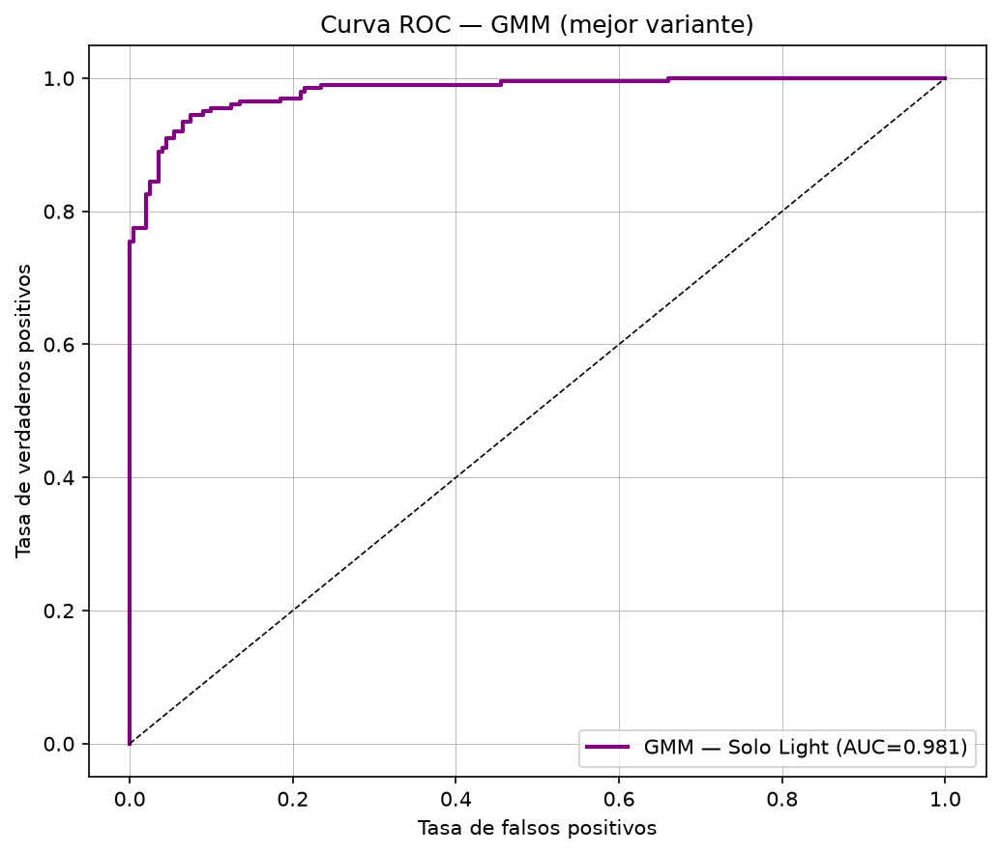 Curva ROC — GMM (mejor variante)
1.0
0.8
0.6
0.4
0.2
0.0
Tasa de verdaderos positivos
GMM — Solo Light (AUC=0.981)
0.0 0.2 0.4 0.6 0.8 1.0
Tasa de falsos positivos